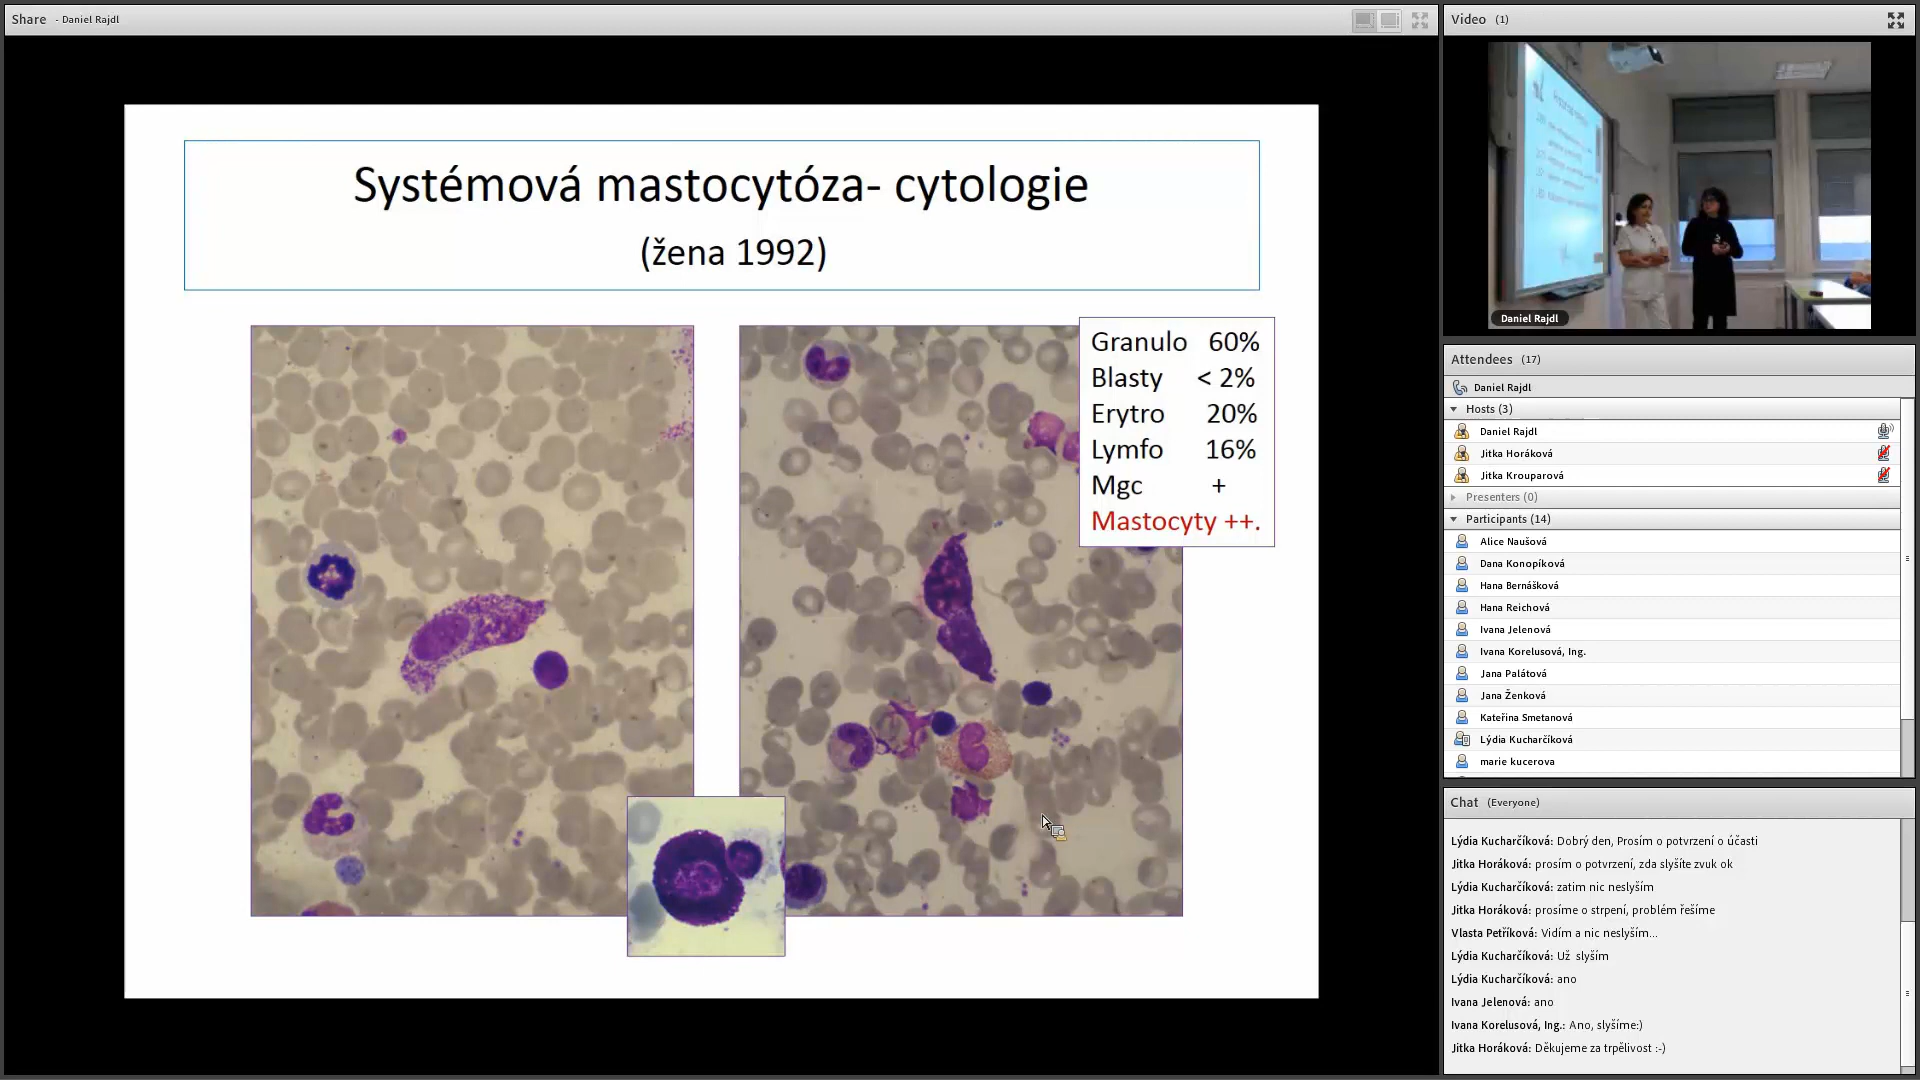 Share - Daniel Rajdl
Systémová mastocytóza- cytologie
(žena 1992)
Granulo 60%
Blasty < 2%
Erytro 20%
Lymfo 16%
Mgc +
Mastocyty ++.
Video (1)
Daniel Rajdl
Attendees (17)
Daniel Rajdl
Hosts (3)
Daniel Rajdl
Jitka Horáková
Jitka Krouparová
Presenters (0)
Participants (14)
Alice Naušová
Dana Konopíková
Hana Bernášková
Hana Reichová
Ivana Jelenová
Ivana Korelusová, Ing.
Jana Palátová
Jana Ženková
Kateřina Smetanová
Lýdia Kucharčíková
marie kucerova
Chat (Everyone)
Lýdia Kucharčíková: Dobrý den, Prosím o potvrzení o účasti
Jitka Horáková: prosím o potvrzení, zda slyšíte zvuk ok
Lýdia Kucharčíková: zatim nic neslyším
Jitka Horáková: prosíme o strpení, problém řešíme
Vlasta Petříková: Vidím a nic neslyším...
Lýdia Kucharčíková: Už slyším
Lýdia Kucharčíková: ano
Ivana Jelenová: ano
Ivana Korelusová, Ing.: Ano, slyšíme:)
Jitka Horáková: Děkujeme za trpělivost :-)